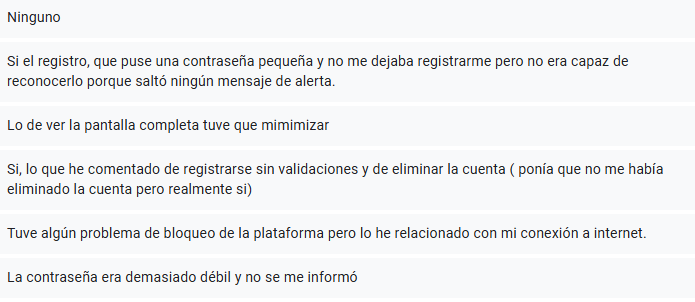 Ninguno
Si el registro, que puse una contraseña pequeña y no me dejaba registrarme pero no era capaz de
reconocerlo porque saltó ningún mensaje de alerta.
Lo de ver la pantalla completa tuve que mimimizar
Si, lo que he comentado de registrarse sin validaciones y de eliminar la cuenta ( ponía que no me había
eliminado la cuenta pero realmente si)
Tuve algún problema de bloqueo de la plataforma pero lo he relacionado con mi conexión a internet.
La contraseña era demasiado débil y no se me informó